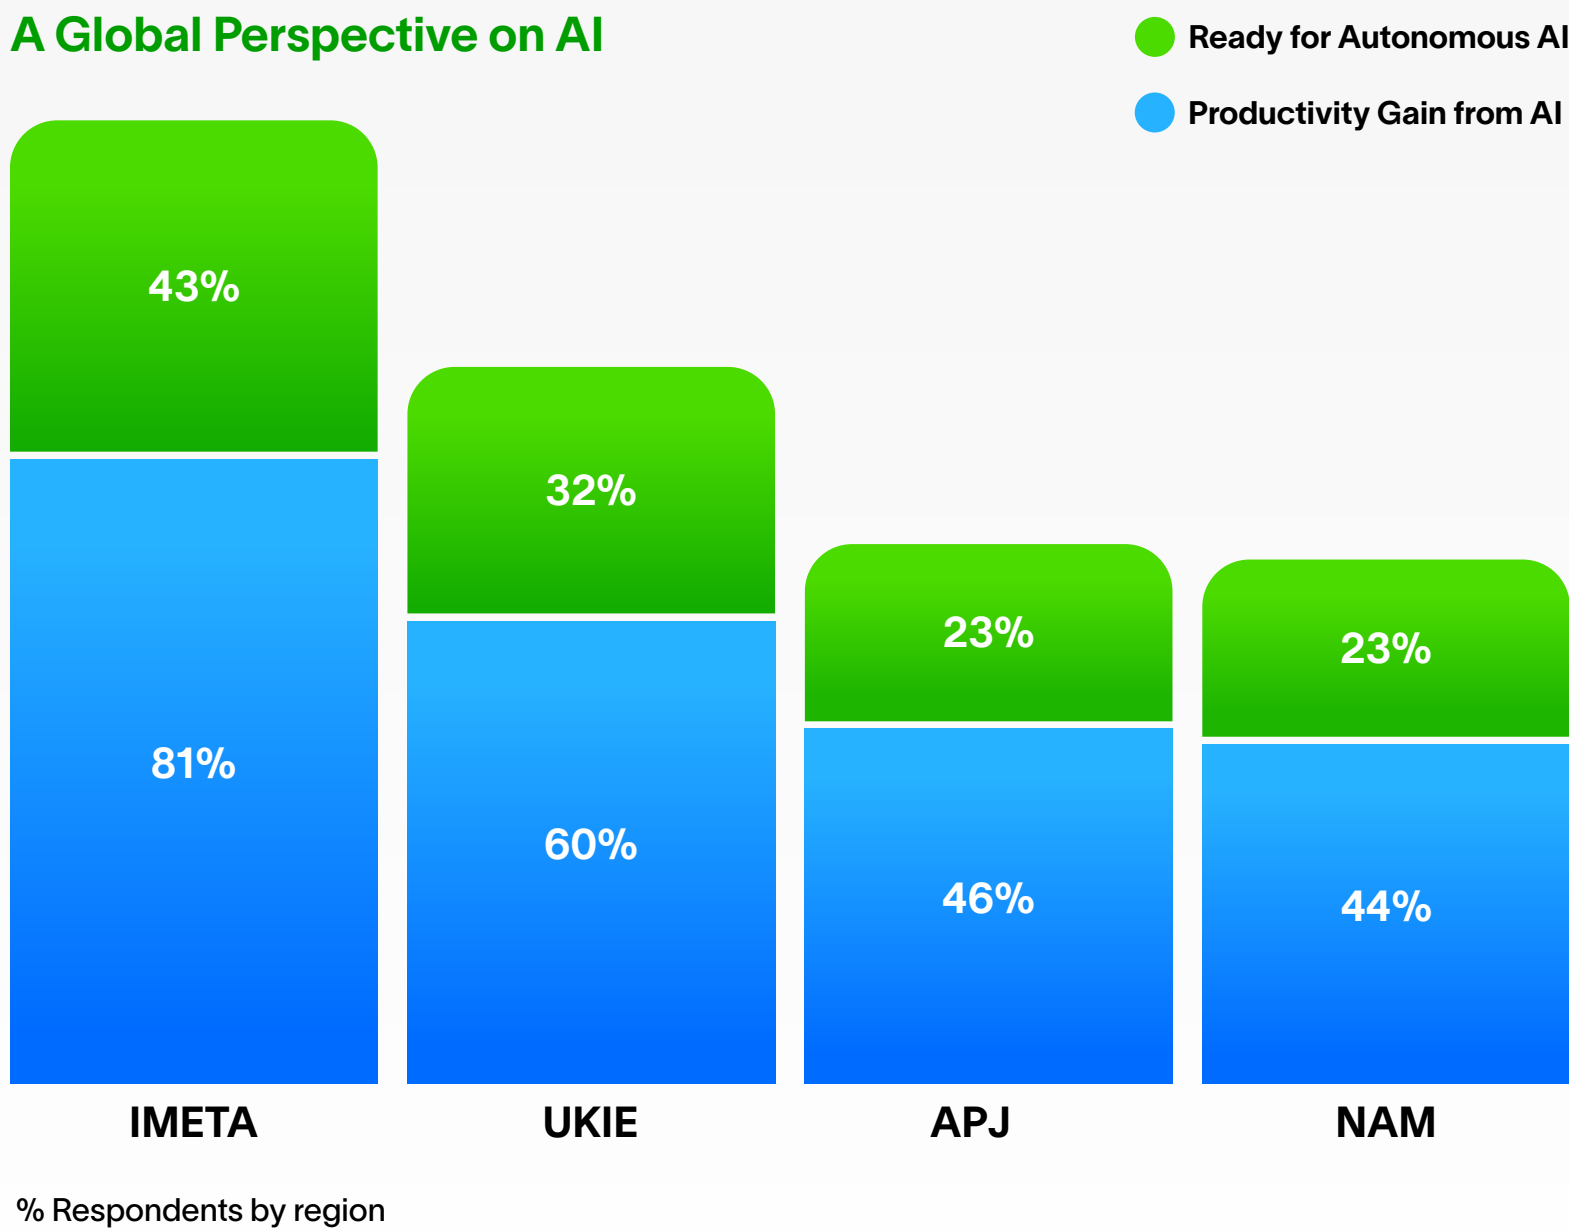 A Global Perspective on AI
Ready for Autonomous AI
Productivity Gain from AI
43%
32%
23%
23%
81%
60%
46%
44%
IMETA
UKIE
APJ
NAM
% Respondents by region